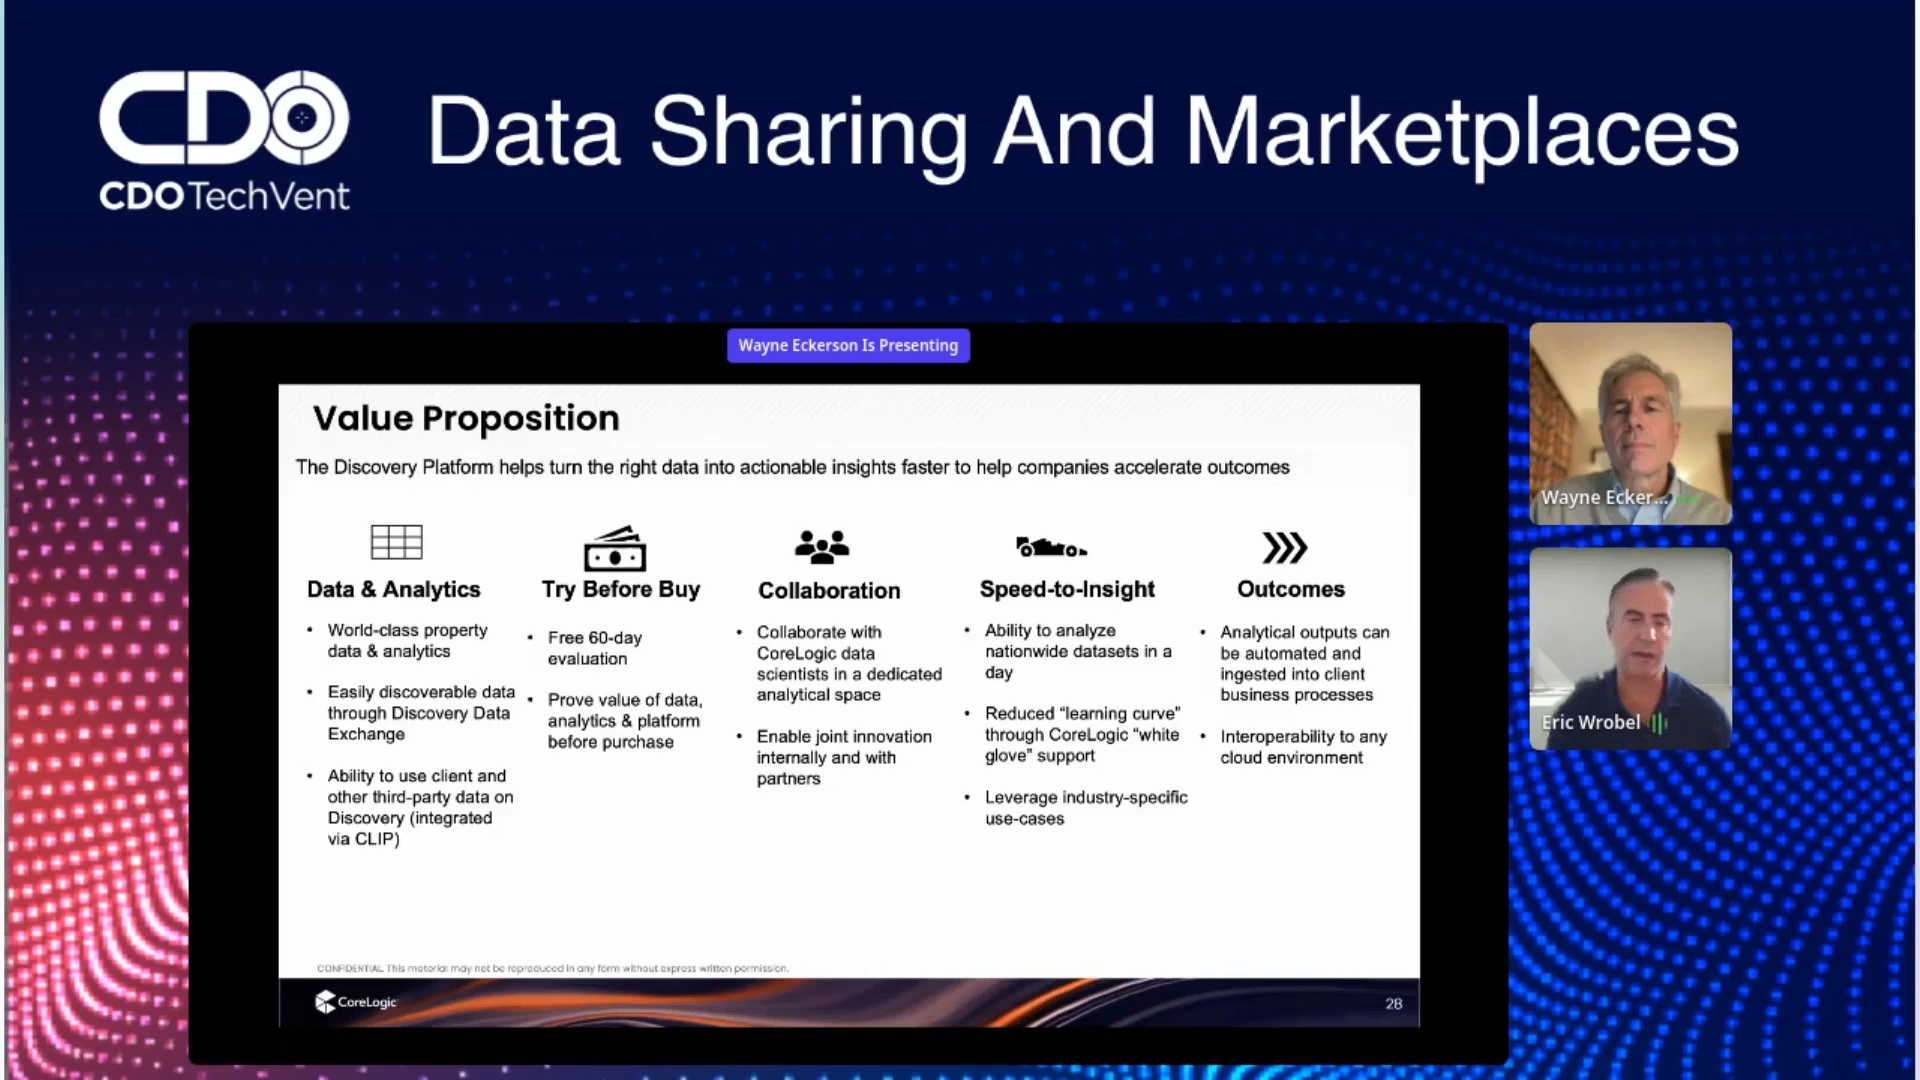 CDO
CDO TechVent
Data Sharing And Marketplaces
Wayne Eckerson Is Presenting
Value Proposition
The Discovery Platform helps turn the right data into actionable insights faster to help companies accelerate outcomes
Data & Analytics
• World-class property
data & analytics
• Easily discoverable data
through Discovery Data
Exchange
• Ability to use client and
other third-party data on
Discovery (integrated
via CLIP)
Try Before Buy
• Free 60-day
evaluation
• Prove value of data,
analytics & platform
before purchase
Collaboration
• Collaborate with
CoreLogic data
scientists in a dedicated
analytical space
• Enable joint innovation
internally and with
partners
Speed-to-Insight
• Ability to analyze
nationwide datasets in a
day
• Reduced “learning curve”
through CoreLogic “white
glove” support
• Leverage industry-specific
use-cases
Outcomes
• Analytical outputs can
be automated and
ingested into client
business processes
• Interoperability to any
cloud environment
CONFIDENTIAL. This material may not be reproduced in any form without express written permission.
CoreLogic
28
Wayne Ecker...
Eric Wrobel